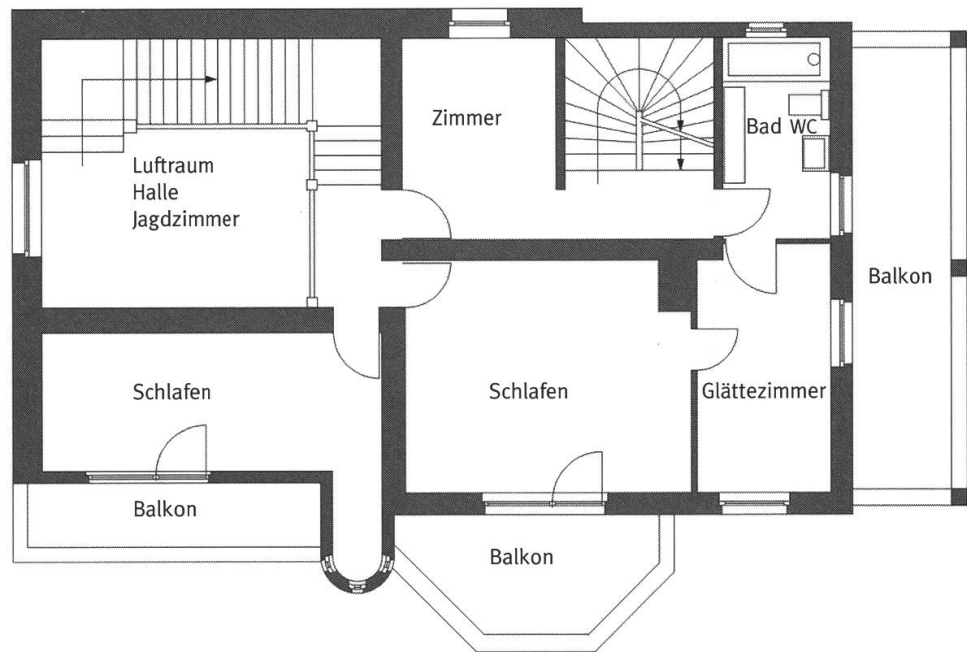 Zimmer
Bad WC
Luftraum
Halle
Jagdzimmer
Balkon
Schlafen
Schlafen
Glättezimmer
Balkon
Balkon